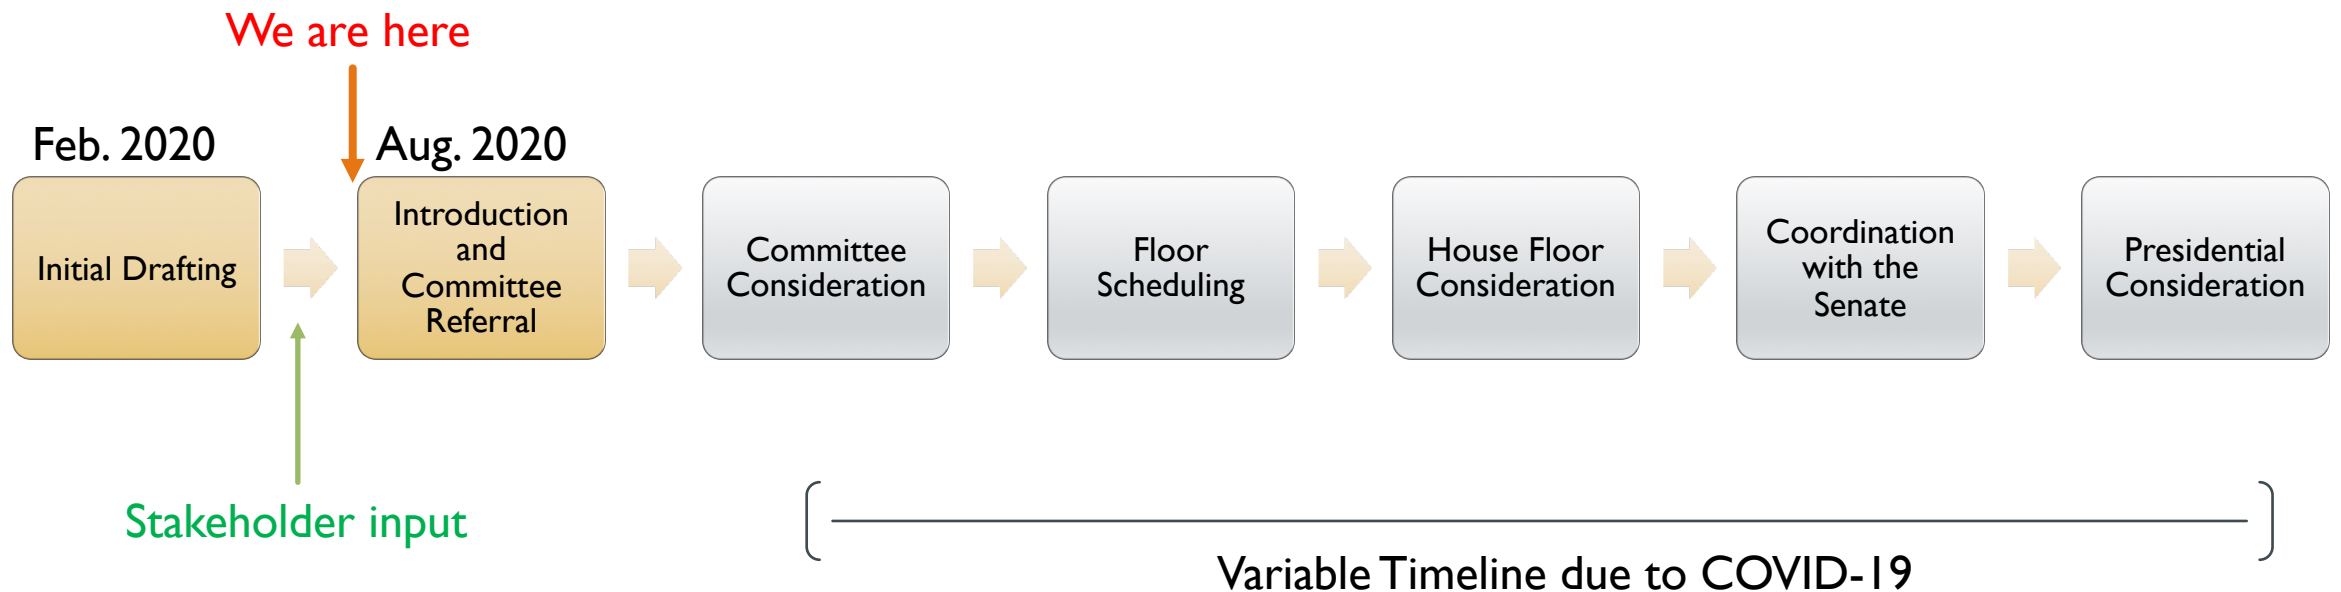 We are here
Feb. 2020
Aug. 2020
Initial Drafting
Introduction
and
Committee
Referral
Committee
Consideration
Floor
Scheduling
House Floor
Consideration
Coordination
with the
Senate
Presidential
Consideration
Stakeholder input
Variable Timeline due to COVID-19